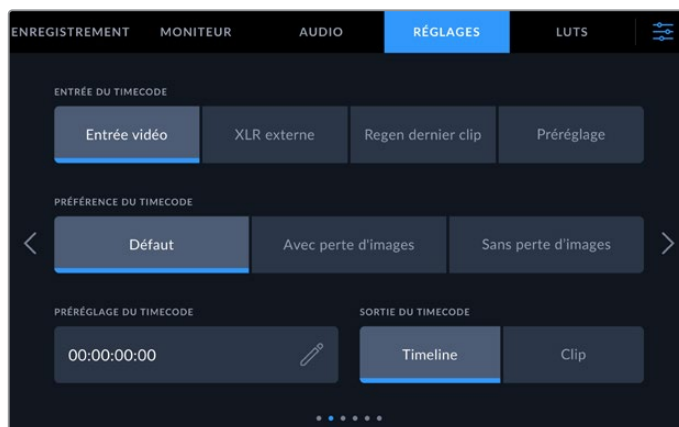 ENREGISTREMENT MONITEUR AUDIO RÉGLAGES LUTS
ENTRÉE DU TIMECODE
Entrée vidéo XLR externe Regen dernier clip Préréglage
PRÉFÉRENCE DU TIMECODE
Défaut Avec perte d'images Sans perte d'images
PRÉRÉGLAGE DU TIMECODE SORTIE DU TIMECODE
00:00:00:00 Timeline Clip